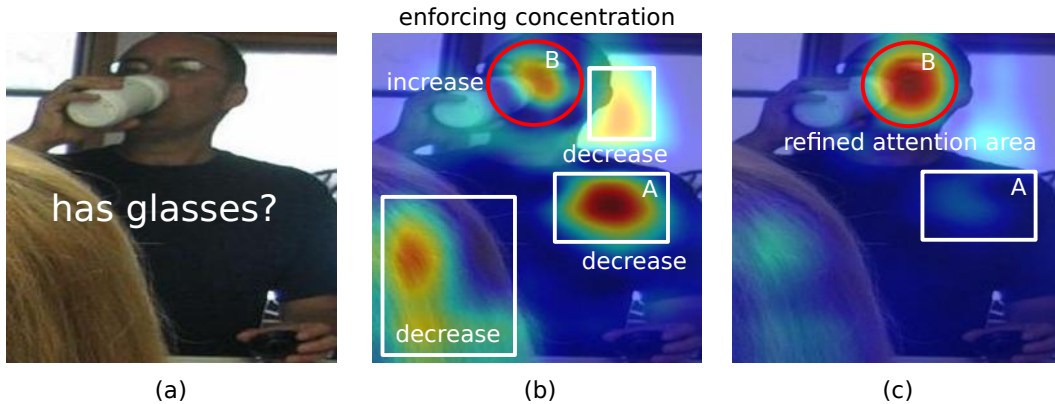 enforcing concentration
has glasses?
(a)
increase
B
decrease
A
decrease
decrease
(b)
B
refined attention area
A
(c)